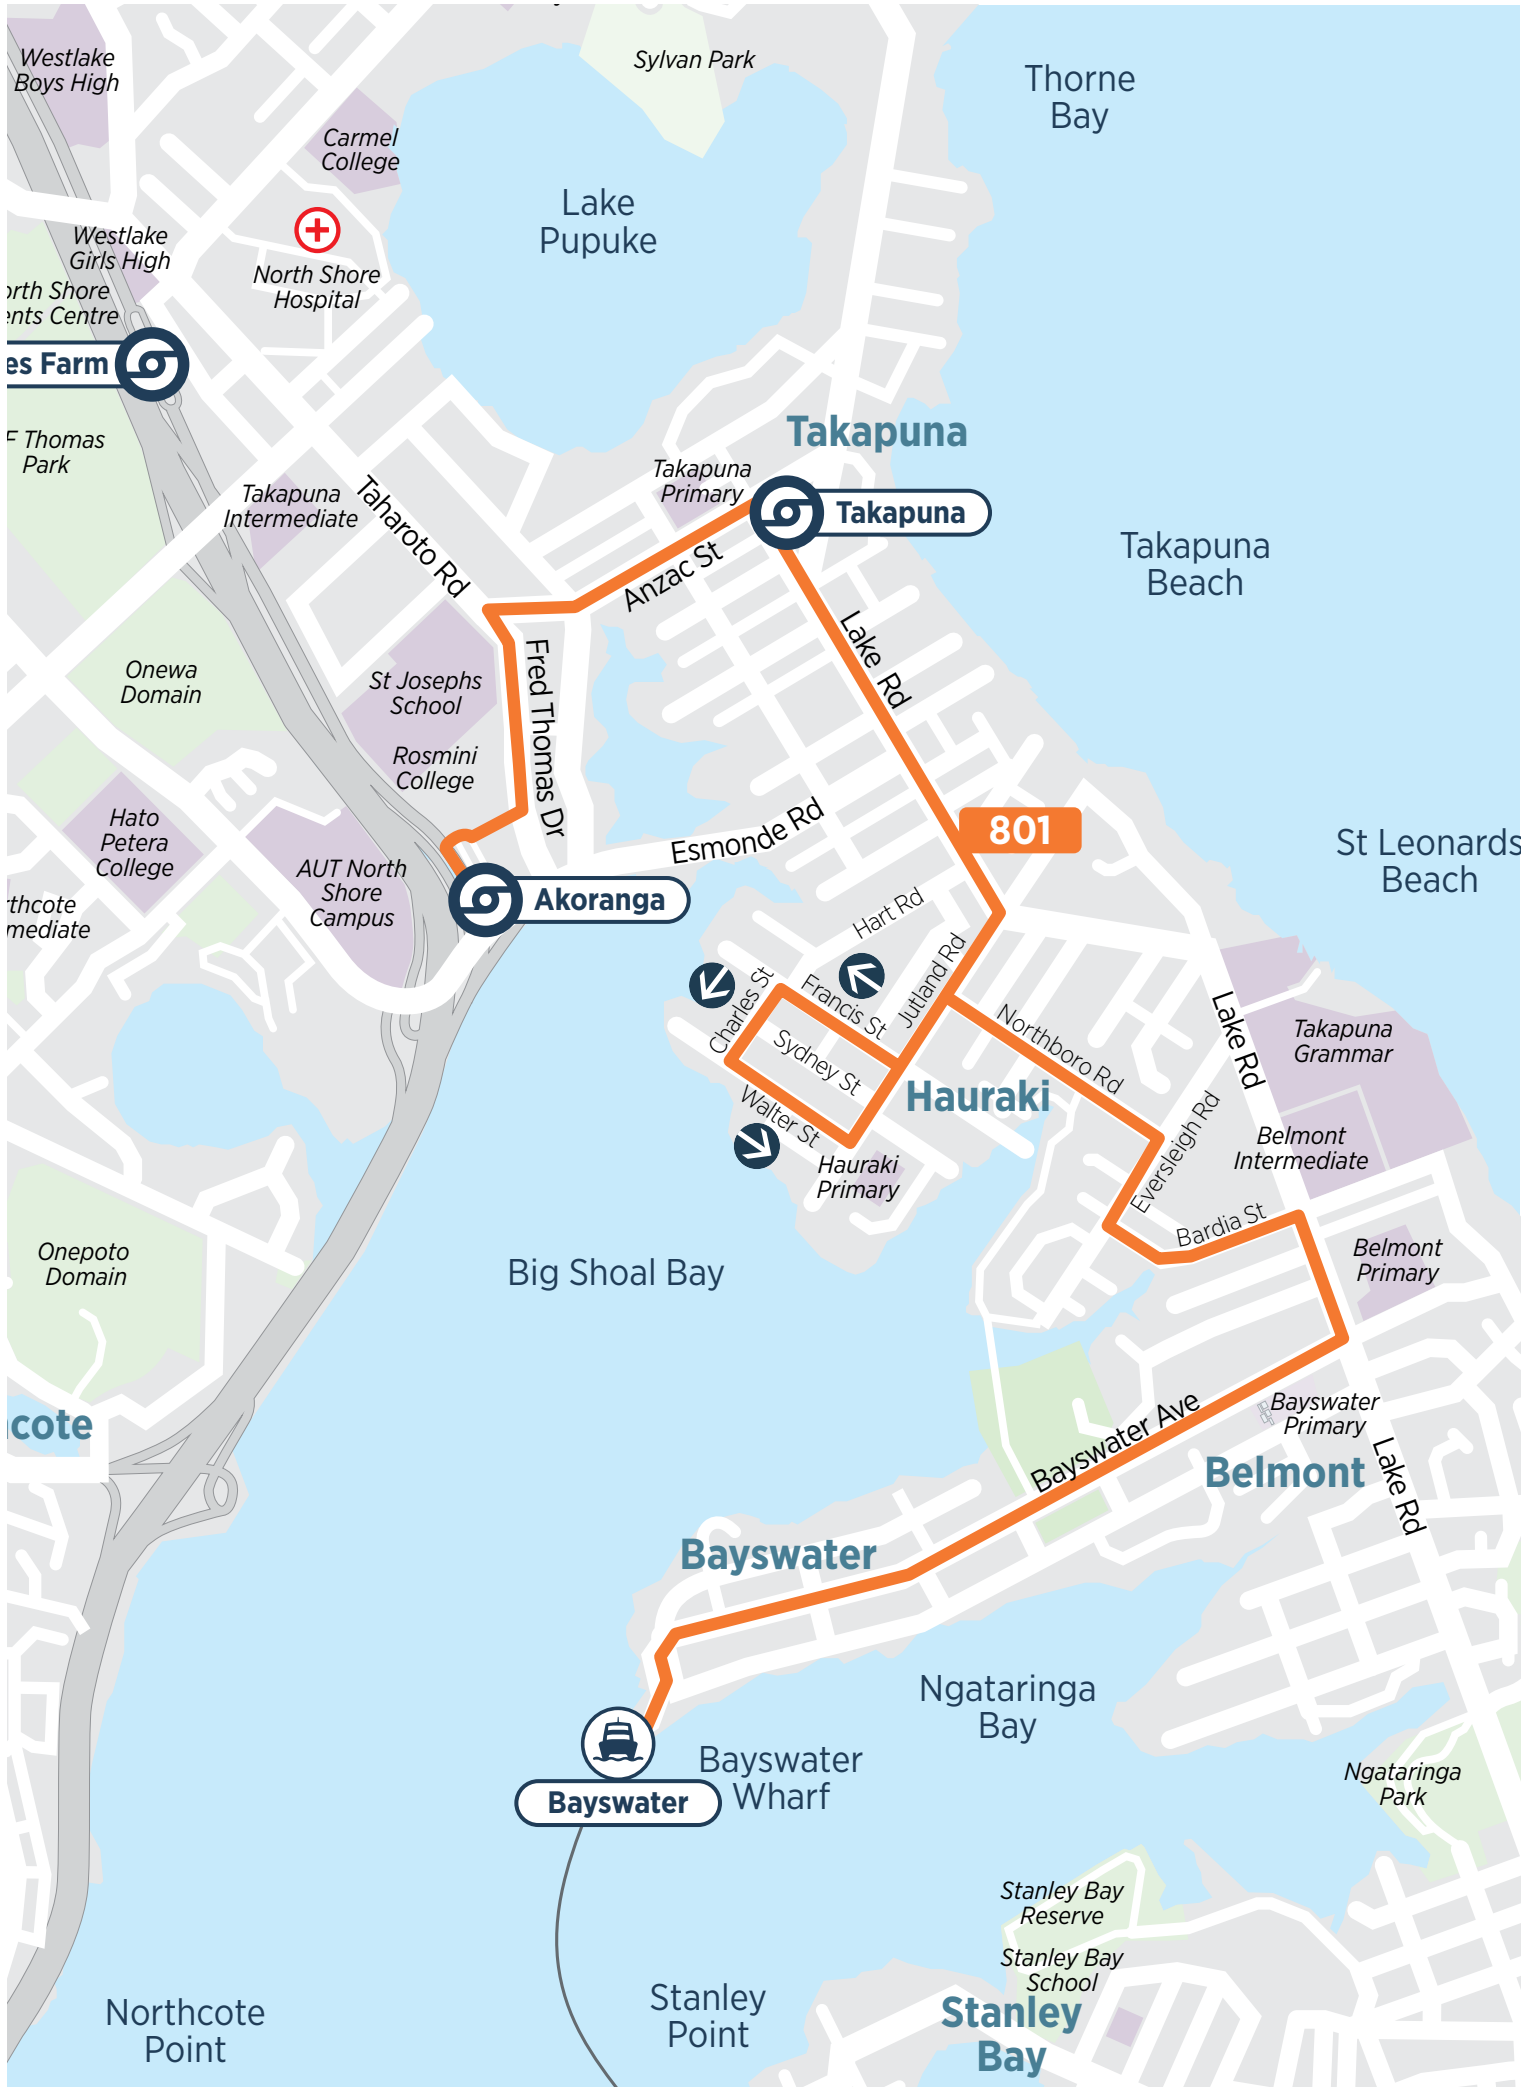 Westlake
Boys High
Sylvan Park
Thorne
Bay
Carmel
College
Lake
Pupuke
Westlake
Girls High
North Shore
Hospital
orth Shore
ents Centre
es Farm
Takapuna
F Thomas
Park
Takapuna
Primary
Takapuna
Intermediate
Taharoto Rd
Takapuna
Anzac St
Takapuna
Beach
Lake Rd
Onewa
Domain
St Josephs
School
Fred Thomas Dr
Rosmini
College
Hato
Petera
College
Esmonde Rd
801
St Leonards
Beach
AUT North
Shore
Campus
Akoranga
rthcote
mediate
Hart Rd
Charles St
Francis St
Jutland Rd
Northboro Rd
Lake Rd
Takapuna
Grammar
Sydney St
Hauraki
Walter St
Eversleigh Rd
Belmont
Intermediate
Hauraki
Primary
Bardia St
Onepoto
Domain
Big Shoal Bay
Belmont
Primary
cote
Bayswater Ave
Bayswater
Primary
Belmont
Lake Rd
Bayswater
Ngataringa
Bay
Bayswater
Wharf
Bayswater
Ngataringa
Park
Stanley Bay
Reserve
Stanley Bay
School
Northcote
Point
Stanley
Point
Stanley
Bay